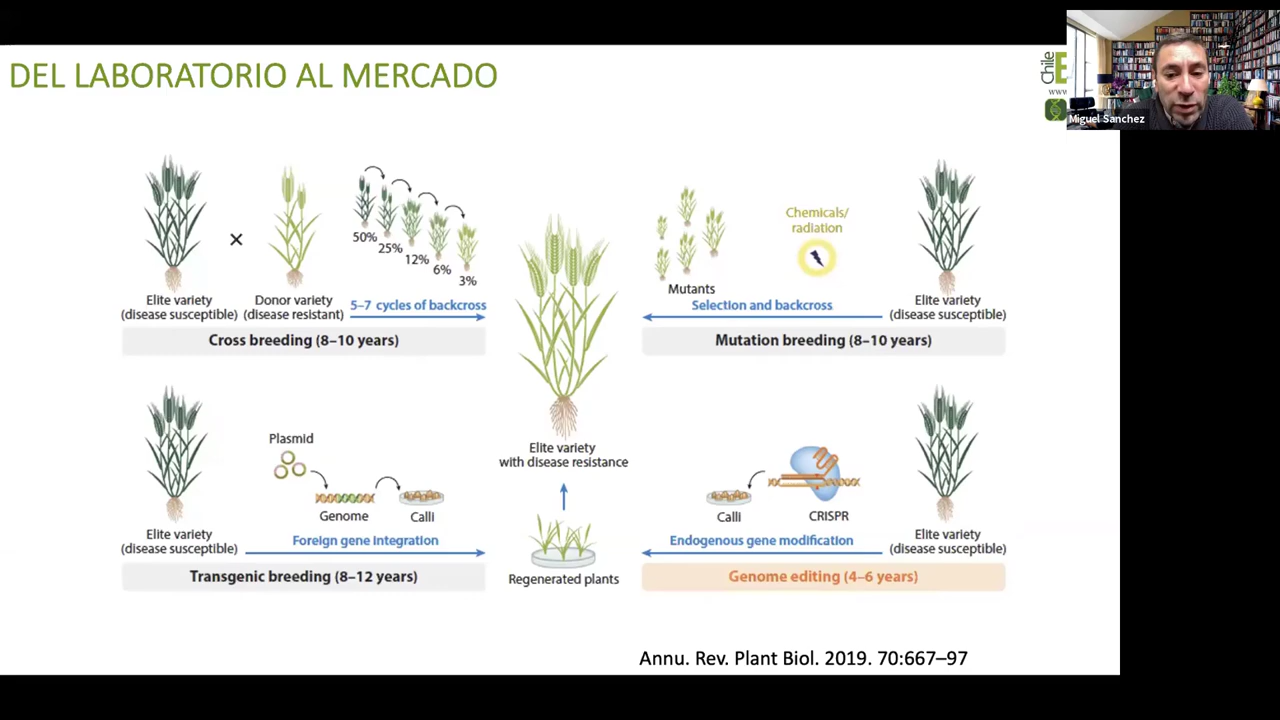 DEL LABORATORIO AL MERCADO
Chile
www
Miguel Sanchez
50%
25%
12%
6%
3%
Elite variety
(disease susceptible)
Donor variety
(disease resistant)
5–7 cycles of backcross
Cross breeding (8–10 years)
Chemicals/
radiation
Mutants
Selection and backcross
Elite variety
(disease susceptible)
Mutation breeding (8–10 years)
Elite variety
with disease resistance
Plasmid
Genome
Calli
Elite variety
(disease susceptible)
Foreign gene integration
Transgenic breeding (8–12 years)
Regenerated plants
Calli
CRISPR
Endogenous gene modification
Elite variety
(disease susceptible)
Genome editing (4–6 years)
Annu. Rev. Plant Biol. 2019. 70:667–97